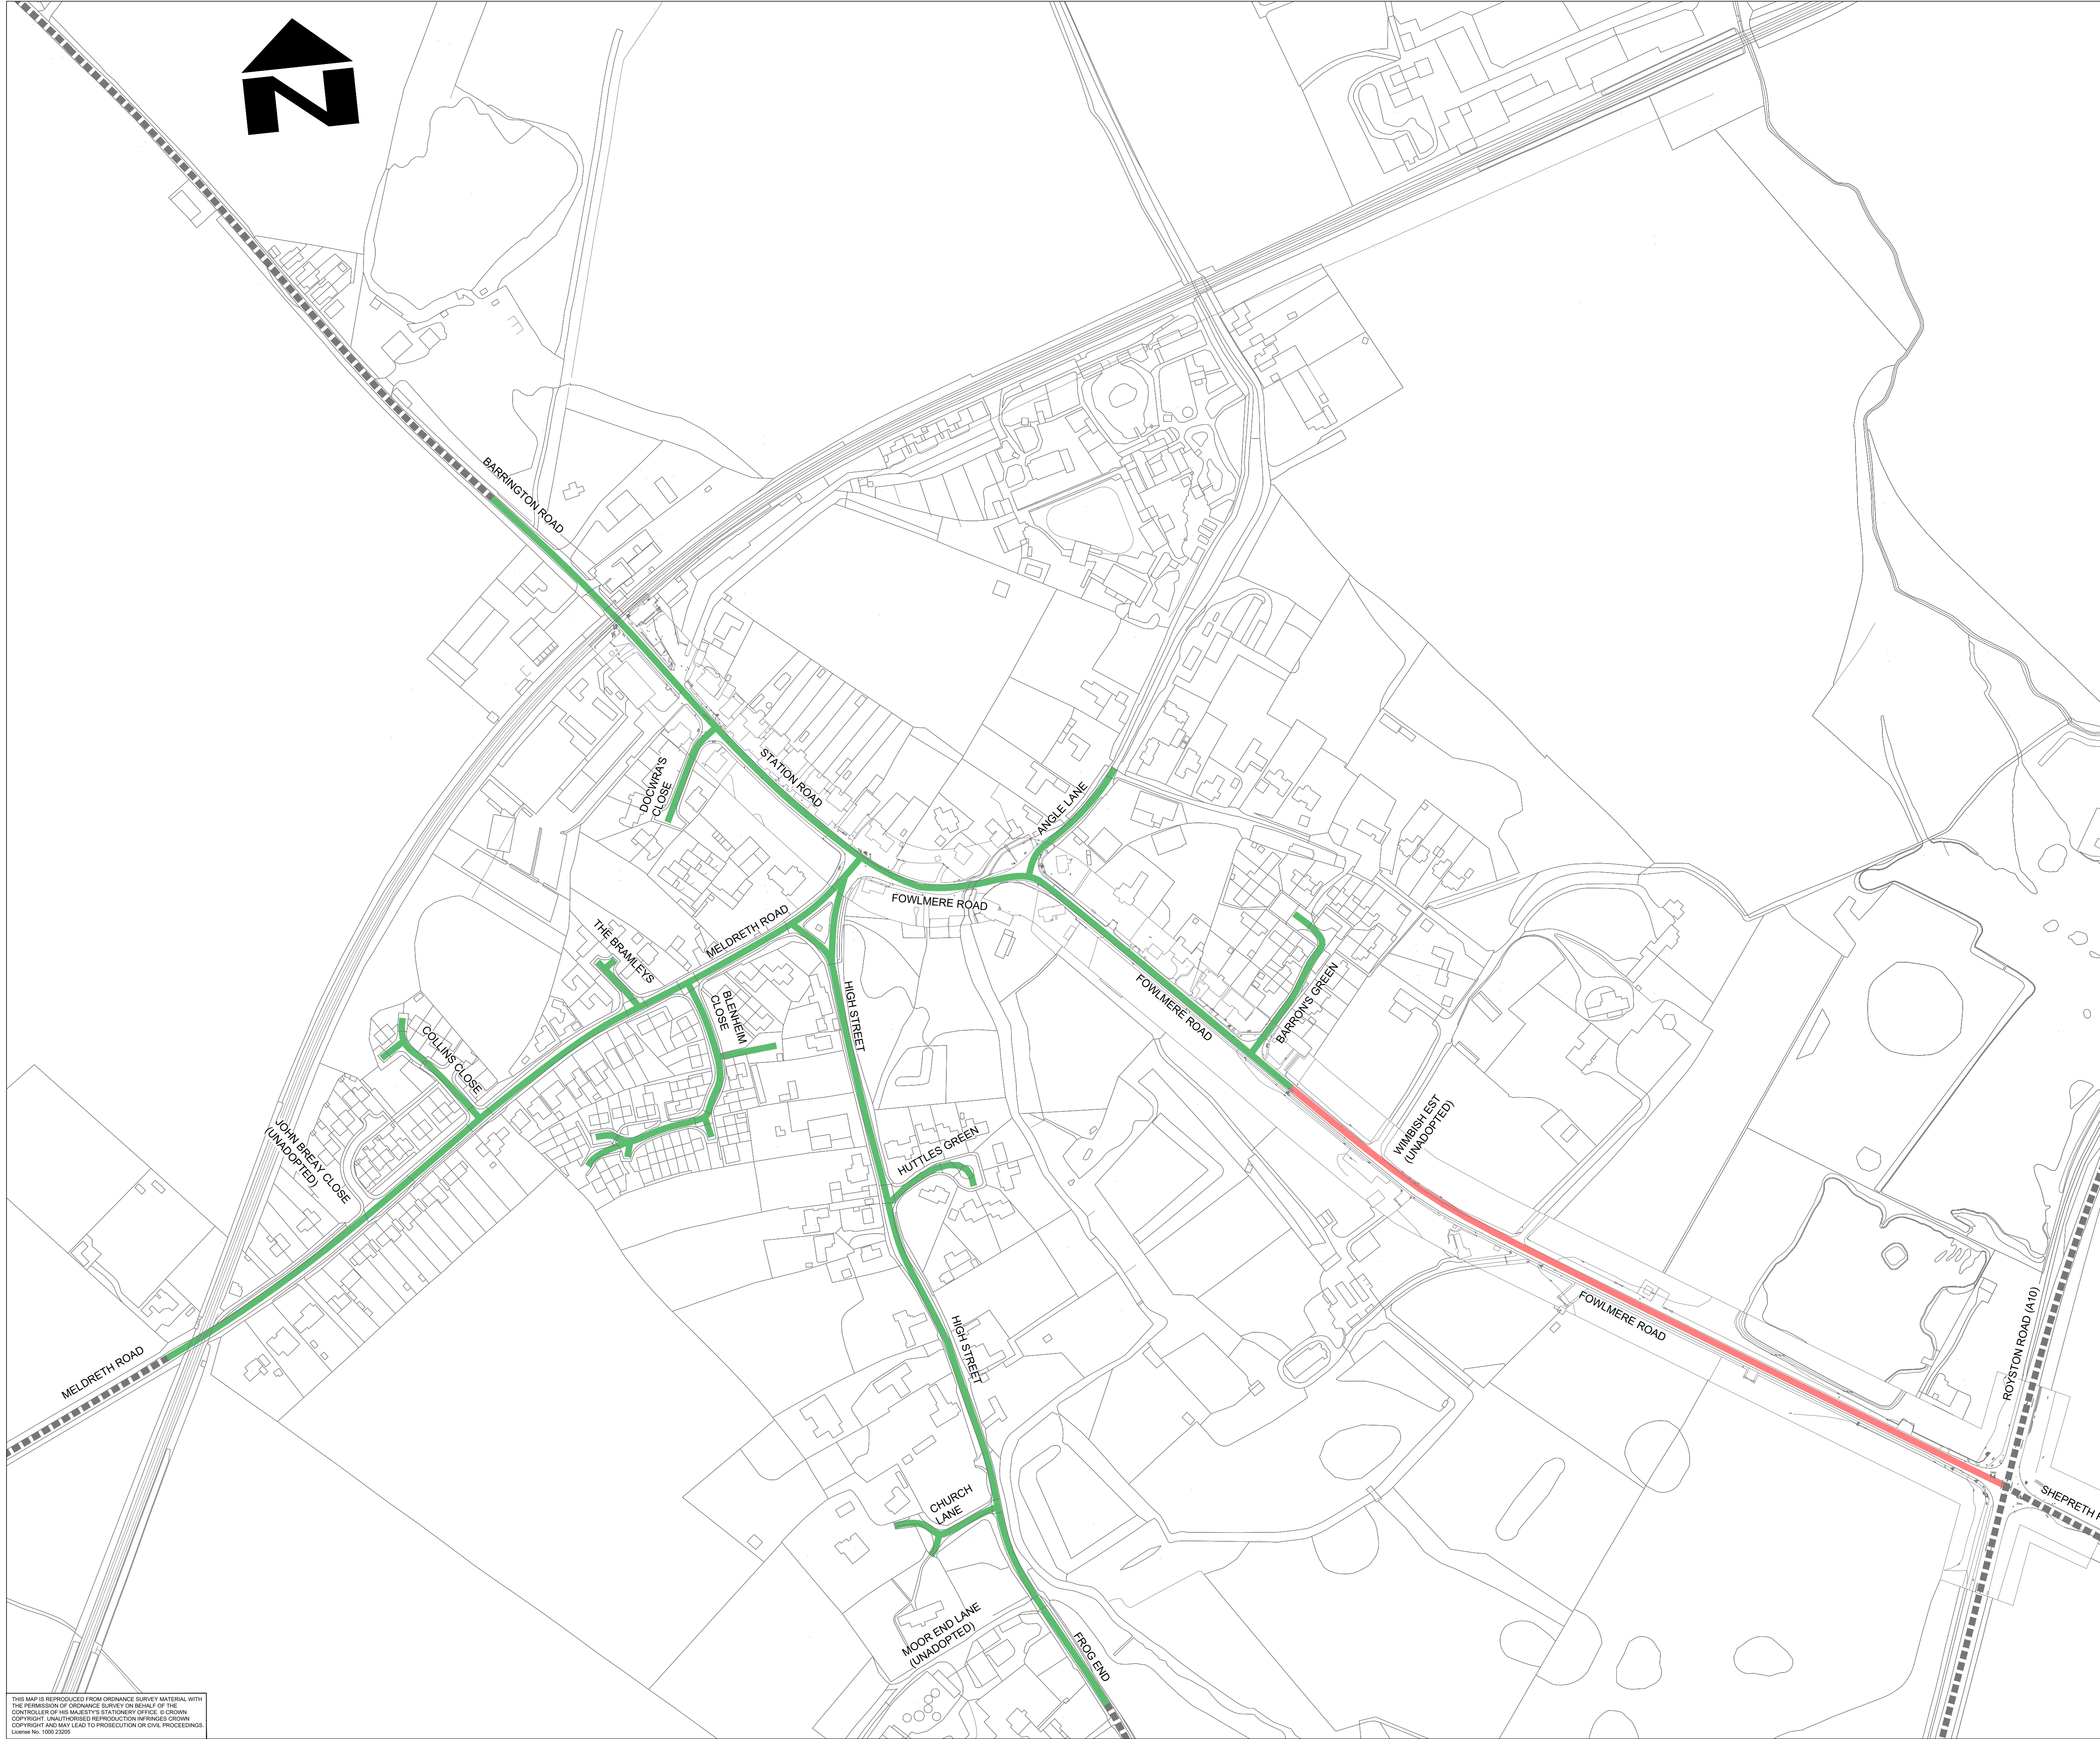 N
BARRINGTON ROAD
STATION ROAD
DOCWRA'S
CLOSE
ANGLE LANE
FOWLMERE ROAD
MELDRETH ROAD
THE BRAMLEYS
BLENHEIM
CLOSE
HIGH STREET
FOWLMERE ROAD
BARRON'S GREEN
COLLINS CLOSE
JOHN BREAY CLOSE
(UNADOPTED)
HUTTLES GREEN
WIMBISH EST
(UNADOPTED)
MELDRETH ROAD
HIGH STREET
FOWLMERE ROAD
ROYSTON ROAD (A10)
SHEPRETH
CHURCH
LANE
MOOR END LANE
(UNADOPTED)
FROG END
THIS MAP IS REPRODUCED FROM ORDNANCE SURVEY MATERIAL WITH
THE PERMISSION OF ORDNANCE SURVEY ON BEHALF OF THE
CONTROLLER OF HIS MAJESTY'S STATIONERY OFFICE. © CROWN
COPYRIGHT. UNAUTHORISED REPRODUCTION INFRINGES CROWN
COPYRIGHT AND MAY LEAD TO PROSECUTION OR CIVIL PROCEEDINGS.
License No. 1000 23205